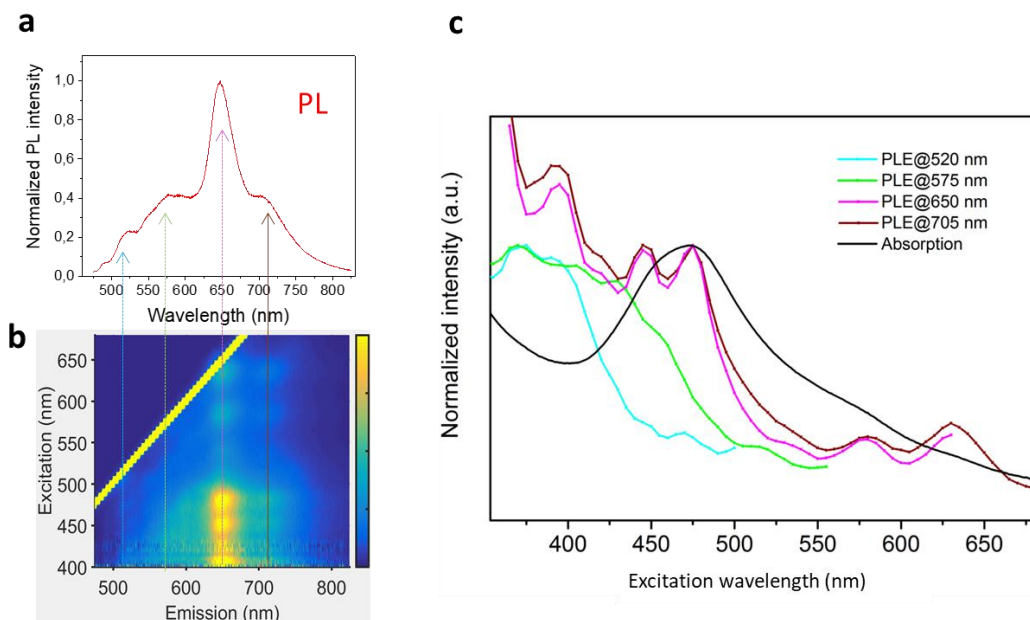 a
Normalized PL intensity
1,0
0,8
0,6
0,4
0,2
0,0
PL
500 550 600 650 700 750 800
Wavelength (nm)
b
Excitation (nm)
650
600
550
500
450
400
500 600 700 800
Emission (nm)
c
Normalized intensity (a.u.)
PLE@520 nm
PLE@575 nm
PLE@650 nm
PLE@705 nm
Absorption
400 450 500 550 600 650
Excitation wavelength (nm)